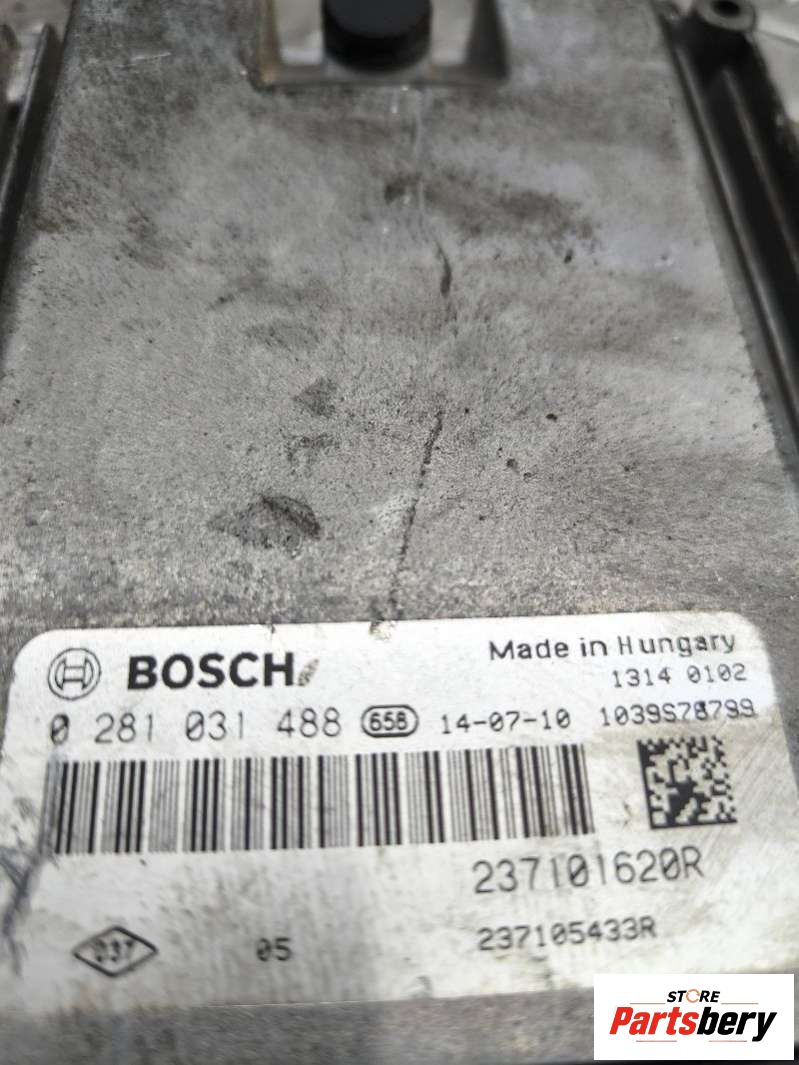 BOSCH
Made in Hungary
1314 0102
0 281 031 488 658 14-07-10 1039S78799
237101620R
037 05 237105433R
STORE
Partsbery